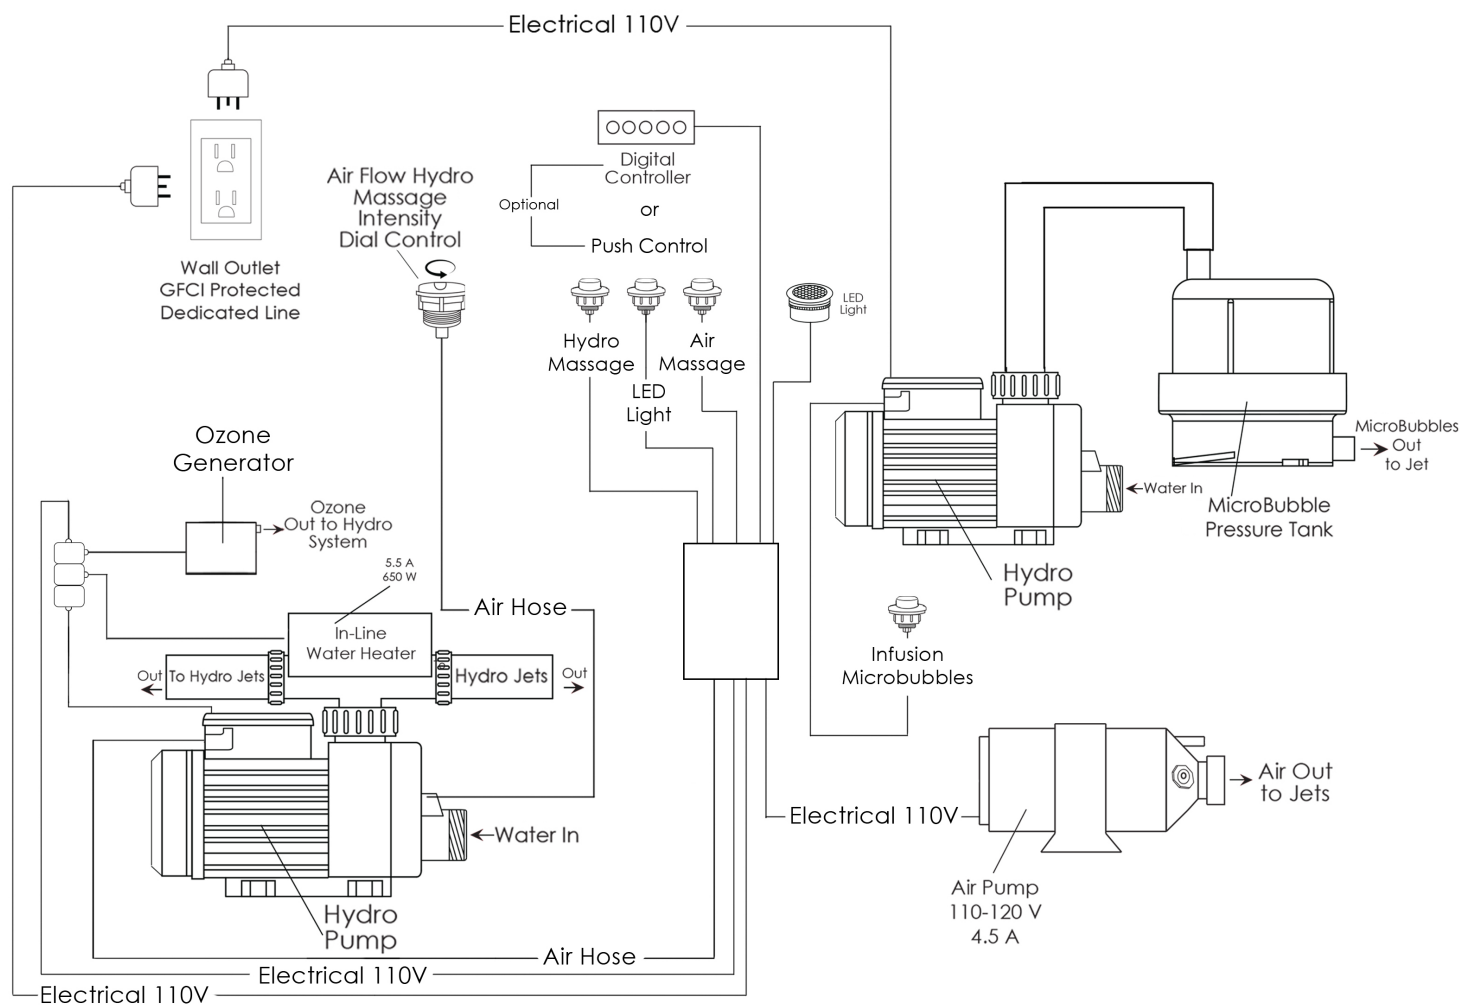 Electrical 110V
Air Flow Hydro
Massage
Intensity
Dial Control
Digital
Controller
Optional
or
Push Control
Wall Outlet
GFCI Protected
Dedicated Line
LED
Light
Hydro
Massage
Air
Massage
LED
Light
Ozone
Generator
MicroBubbles
Out
to Jet
Water In
MicroBubble
Pressure Tank
Ozone
Out to Hydro
System
5.5 A
650 W
Hydro
Pump
Air Hose
In-Line
Water Heater
Infusion
Microbubbles
Out
To Hydro Jets
Hydro Jets
Out
Air Out
to Jets
Electrical 110V
Water In
Air Pump
110-120 V
4.5 A
Hydro
Pump
Air Hose
Electrical 110V
Electrical 110V